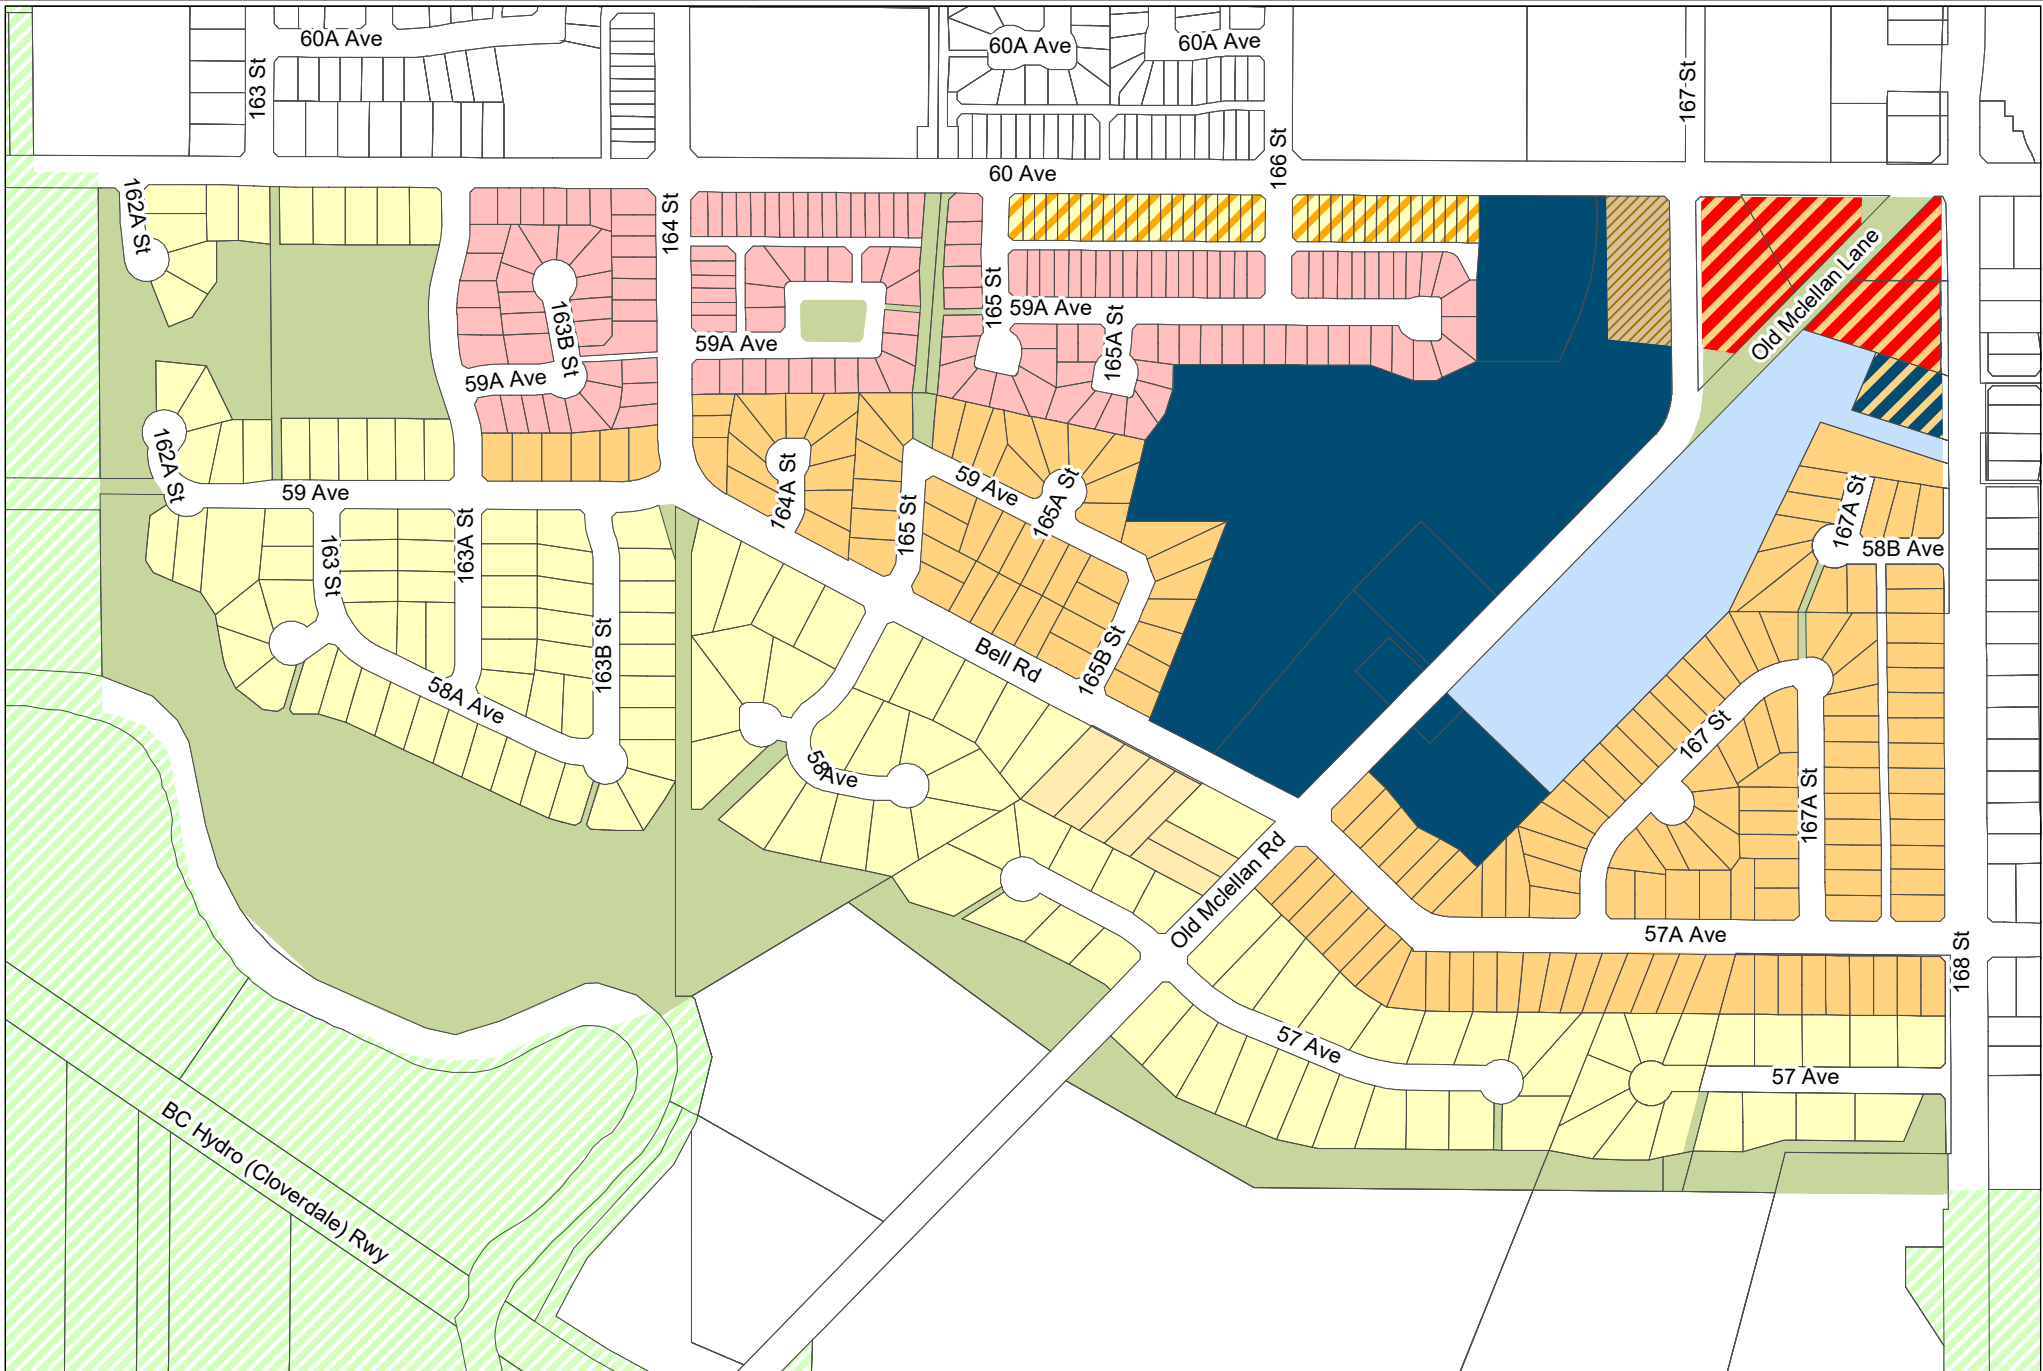 60A Ave
60A Ave
60A Ave
163 St
167 St
166 St
60 Ave
162A St
164 St
163B St
59A Ave
59A Ave
165 St
59A Ave
165A St
Old Mclellan Lane
162A St
59 Ave
164A St
165 St
59 Ave
165A St
167A St
58B Ave
163 St
163A St
163B St
58A Ave
Bell Rd
165B St
58 Ave
167 St
167A St
Old Mclellan Rd
57A Ave
168 St
57 Ave
57 Ave
BC Hydro (Cloverdale) Rwy